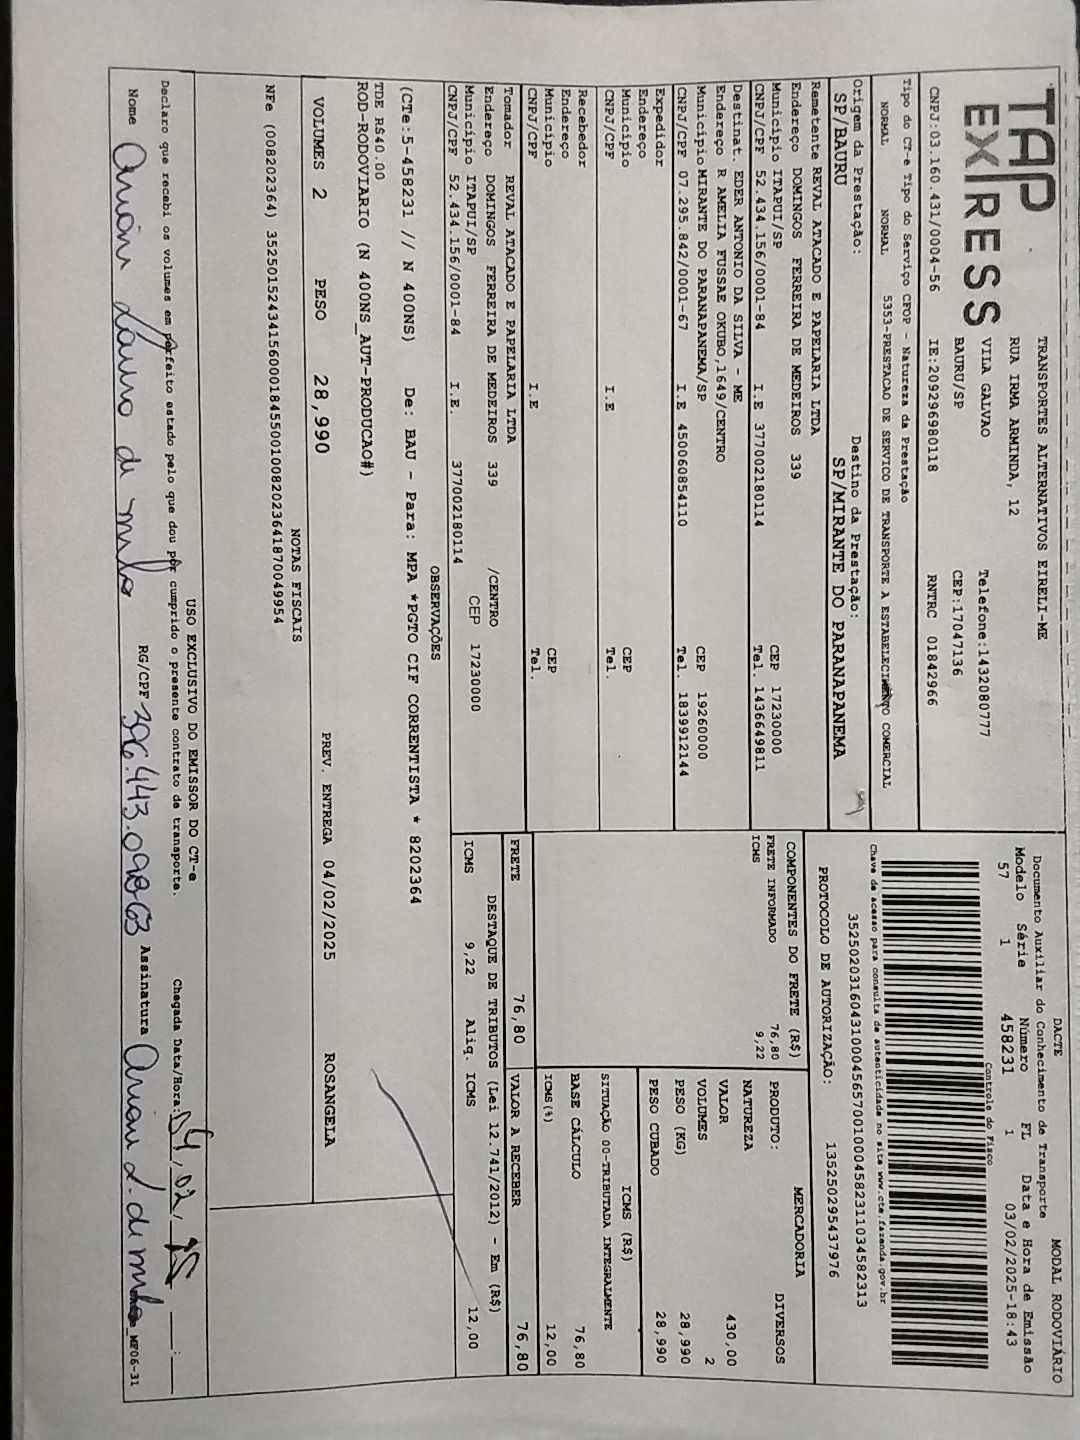 TAP
EXPRESS
TRANSPORTES ALTERNATIVOS EIRELI-ME
RUA IRMA ARMINDA, 12
VILA GALVAO Telefone:1432080777
BAURU/SP CEP:17047136
CNPJ:03.160.431/0004-56 IE:209296980118 RNTRC 01842966
Tipo do CT-e Tipo do Serviço CFOP - Natureza da Prestação
NORMAL NORMAL 5353-PRESTACAO DE SERVICO DE TRANSPORTE A ESTABELECIMENTO COMERCIAL
Origem da Prestação: Destino da Prestação:
SP/BAURU SP/MIRANTE DO PARANAPANEMA
Remetente REVAL ATACADO E PAPELARIA LTDA
Endereço DOMINGOS FERREIRA DE MEDEIROS 339
Município ITAPUI/SP CEP 17230000
CNPJ/CPF 52.434.156/0001-84 I.E 377002180114 Tel. 1436649811
Destinat. EDER ANTONIO DA SILVA - ME
Endereço R AMELIA FUSSAE OKUBO,1649/CENTRO
Município MIRANTE DO PARANAPANEMA/SP CEP 19260000
CNPJ/CPF 07.295.842/0001-67 I.E 450060854110 Tel. 1839912144
Expedidor
Endereço
Município CEP
CNPJ/CPF I.E Tel.
Recebedor
Endereço
Município CEP
CNPJ/CPF I.E Tel.
Tomador REVAL ATACADO E PAPELARIA LTDA
Endereço DOMINGOS FERREIRA DE MEDEIROS 339 /CENTRO
Município ITAPUI/SP CEP 17230000
CNPJ/CPF 52.434.156/0001-84 I.E. 377002180114
DACTE MODAL RODOVIÁRIO
Documento Auxiliar do Conhecimento de Transporte
Modelo Série Número FL Data e Hora de Emissão
57 1 458231 1 03/02/2025-18:43
Controle do Fisco
Chave de acesso para consulta de autenticidade no site www.cte.fazenda.gov.br
35250203160431000456570010004582311034582313
PROTOCOLO DE AUTORIZAÇÃO: 135250295437976
COMPONENTES DO FRETE (R$)
FRETE INFORMADO 76,80
ICMS 9,22
MERCADORIA
PRODUTO: DIVERSOS
NATUREZA
VALOR 430,00
VOLUMES 2
PESO (KG) 28,990
PESO CUBADO 28,990
ICMS (R$)
SITUAÇÃO 00-TRIBUTADA INTEGRALMENTE
BASE CÁLCULO 76,80
ICMS(%) 12,00
FRETE 76,80 VALOR A RECEBER 76,80
DESTAQUE DE TRIBUTOS (Lei 12.741/2012) - Em (R$)
ICMS 9,22 Aliq. ICMS 12,00
OBSERVAÇÕES
(CTe:5-458231 // N 400NS) De: BAU - Para: MPA *PGTO CIF CORRENTISTA * 8202364
TDE R$40.00
ROD-RODOVIARIO (N 400NS_AUT-PRODUCAO#)
VOLUMES 2 PESO 28,990 PREV. ENTREGA 04/02/2025 ROSANGELA
NOTAS FISCAIS
NFe (008202364) 35250152434156000184550010082023641870049954
USO EXCLUSIVO DO EMISSOR DO CT-e
Declaro que recebi os volumes em perfeito estado pelo que dou por cumprido o presente contrato de transporte. Chegada Data/Hora: 04/02/25
Nome RG/CPF Assinatura
MF06-31